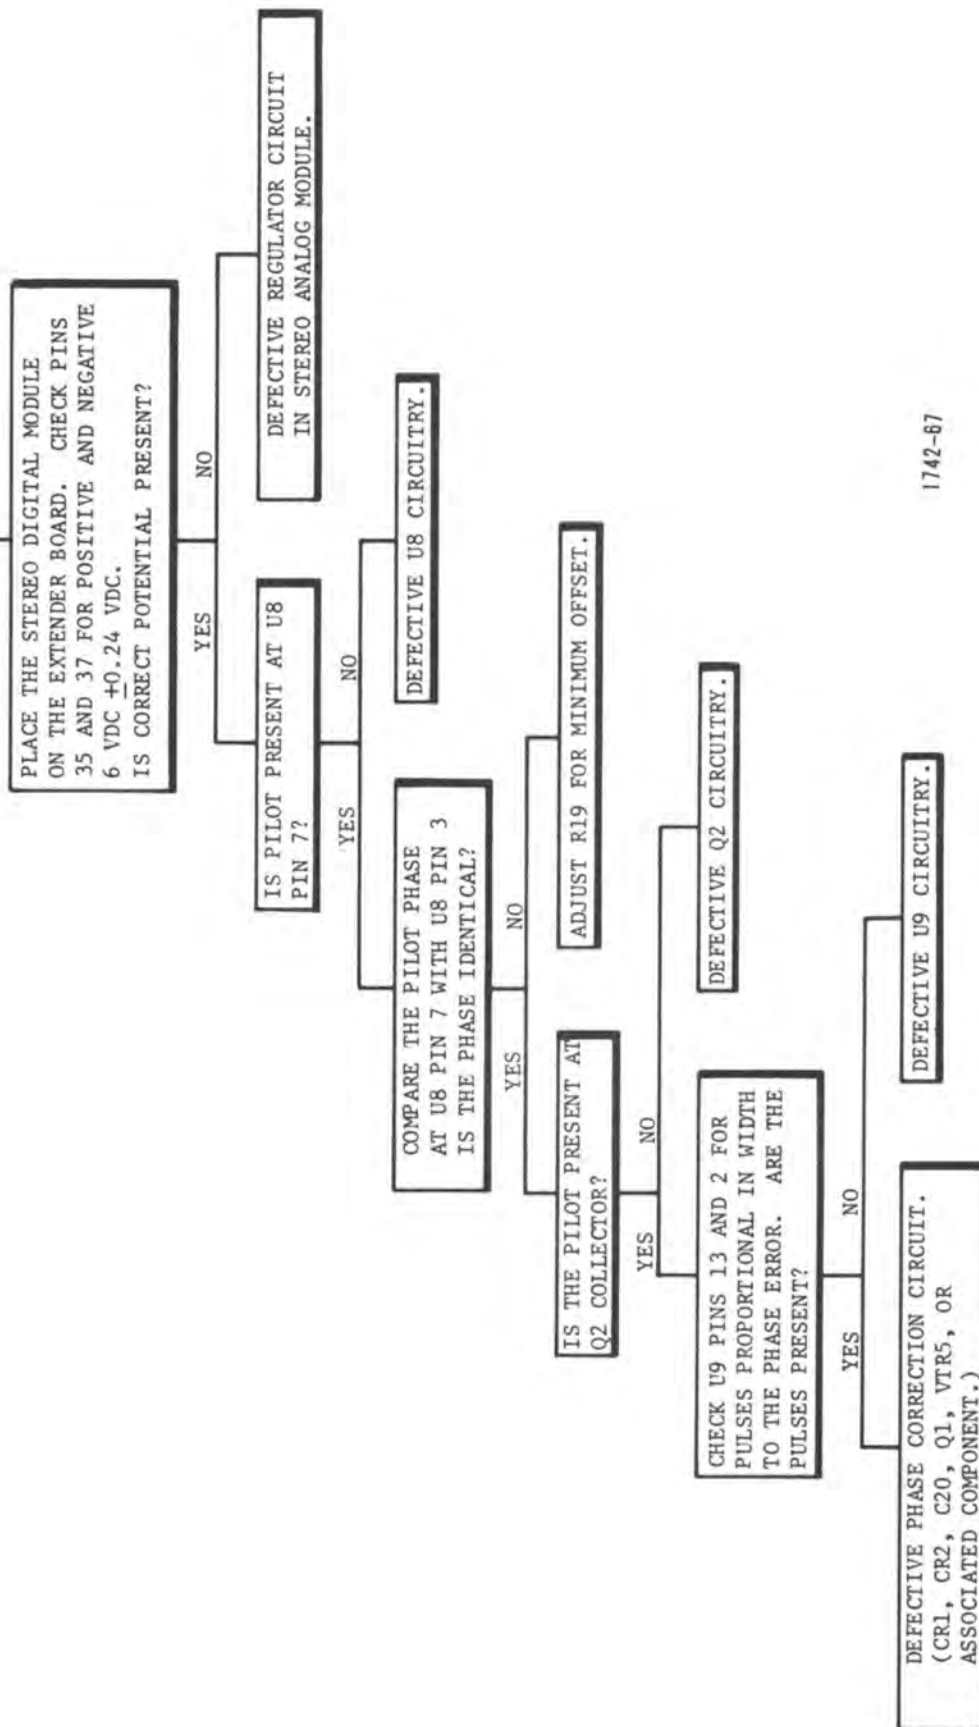 PLACE THE STEREO DIGITAL MODULE
ON THE EXTENDER BOARD. CHECK PINS
35 AND 37 FOR POSITIVE AND NEGATIVE
6 VDC ±0.24 VDC.
IS CORRECT POTENTIAL PRESENT?
YES
NO
IS PILOT PRESENT AT U8
PIN 7?
DEFECTIVE REGULATOR CIRCUIT
IN STEREO ANALOG MODULE.
YES
NO
COMPARE THE PILOT PHASE
AT U8 PIN 7 WITH U8 PIN 3
IS THE PHASE IDENTICAL?
DEFECTIVE U8 CIRCUITRY.
YES
NO
IS THE PILOT PRESENT AT
Q2 COLLECTOR?
ADJUST R19 FOR MINIMUM OFFSET.
YES
NO
CHECK U9 PINS 13 AND 2 FOR
PULSES PROPORTIONAL IN WIDTH
TO THE PHASE ERROR. ARE THE
PULSES PRESENT?
DEFECTIVE Q2 CIRCUITRY.
YES
NO
DEFECTIVE PHASE CORRECTION CIRCUIT.
(CR1, CR2, C20, Q1, VTR5, OR
ASSOCIATED COMPONENT.)
DEFECTIVE U9 CIRCUITRY.
1742-67